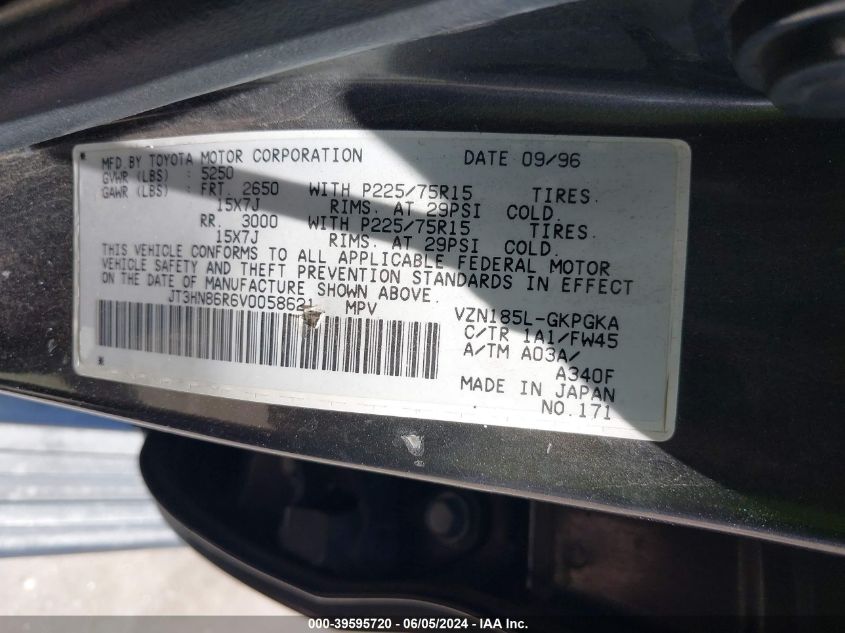 MFD.BY TOYOTA MOTOR CORPORATION DATE 09/96
GVWR (LBS) : 5250
GAWR (LBS) : FRT. 2650 WITH P225/75R15 TIRES.
15X7J RIMS. AT 29PSI COLD.
RR. 3000 WITH P225/75R15 TIRES.
15X7J RIMS. AT 29PSI COLD.
THIS VEHICLE CONFORMS TO ALL APPLICABLE FEDERAL MOTOR
VEHICLE SAFETY AND THEFT PREVENTION STANDARDS IN EFFECT
ON THE DATE OF MANUFACTURE SHOWN ABOVE.
JT3HN86R6V0058621 MPV
VZN185L-GKPGKA
C/TR 1A1/FW45
A/TM A03A/
A340F
MADE IN JAPAN
NO.171
000-39595720 - 06/05/2024 - IAA Inc.